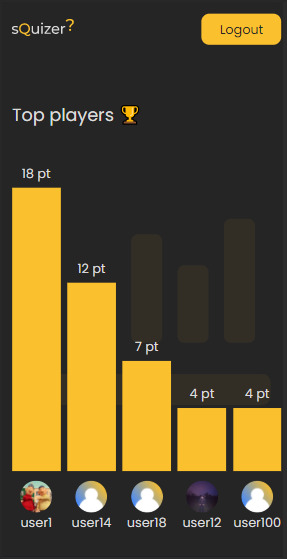 sQuizer?
Logout
Top players 🏆
18 pt
12 pt
7 pt
4 pt
4 pt
user1
user14
user18
user12
user100